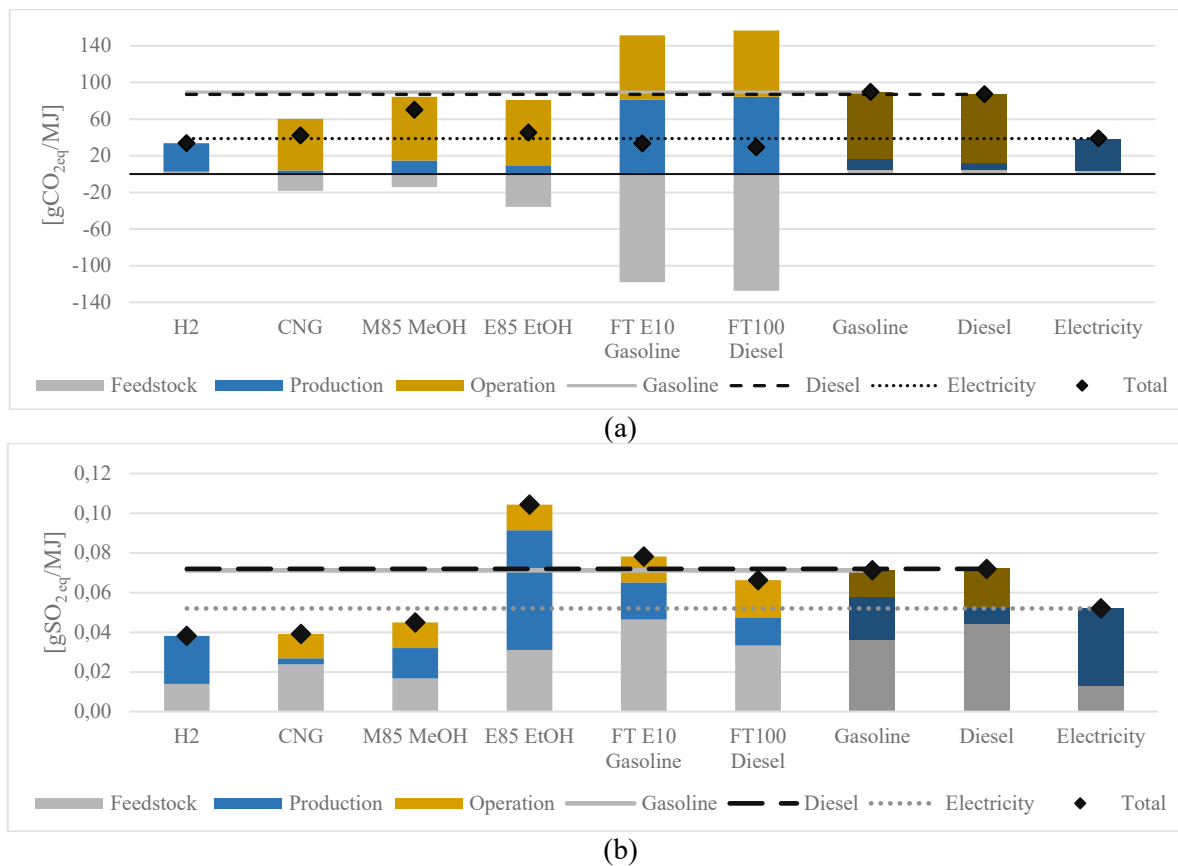 140
100
60
20
-20
-60
-100
-140
[gCO2eq/MJ]
H2 CNG M85 MeOH E85 EtOH FT E10 FT100 Gasoline Diesel Electricity
Gasoline Diesel
Feedstock Production Operation Gasoline Diesel Electricity Total
(a)
0,12
0,10
0,08
0,06
0,04
0,02
0,00
[gSO2 eq/MJ]
H2 CNG M85 MeOH E85 EtOH FT E10 FT100 Gasoline Diesel Electricity
Gasoline Diesel
Feedstock Production Operation Gasoline Diesel Electricity Total
(b)